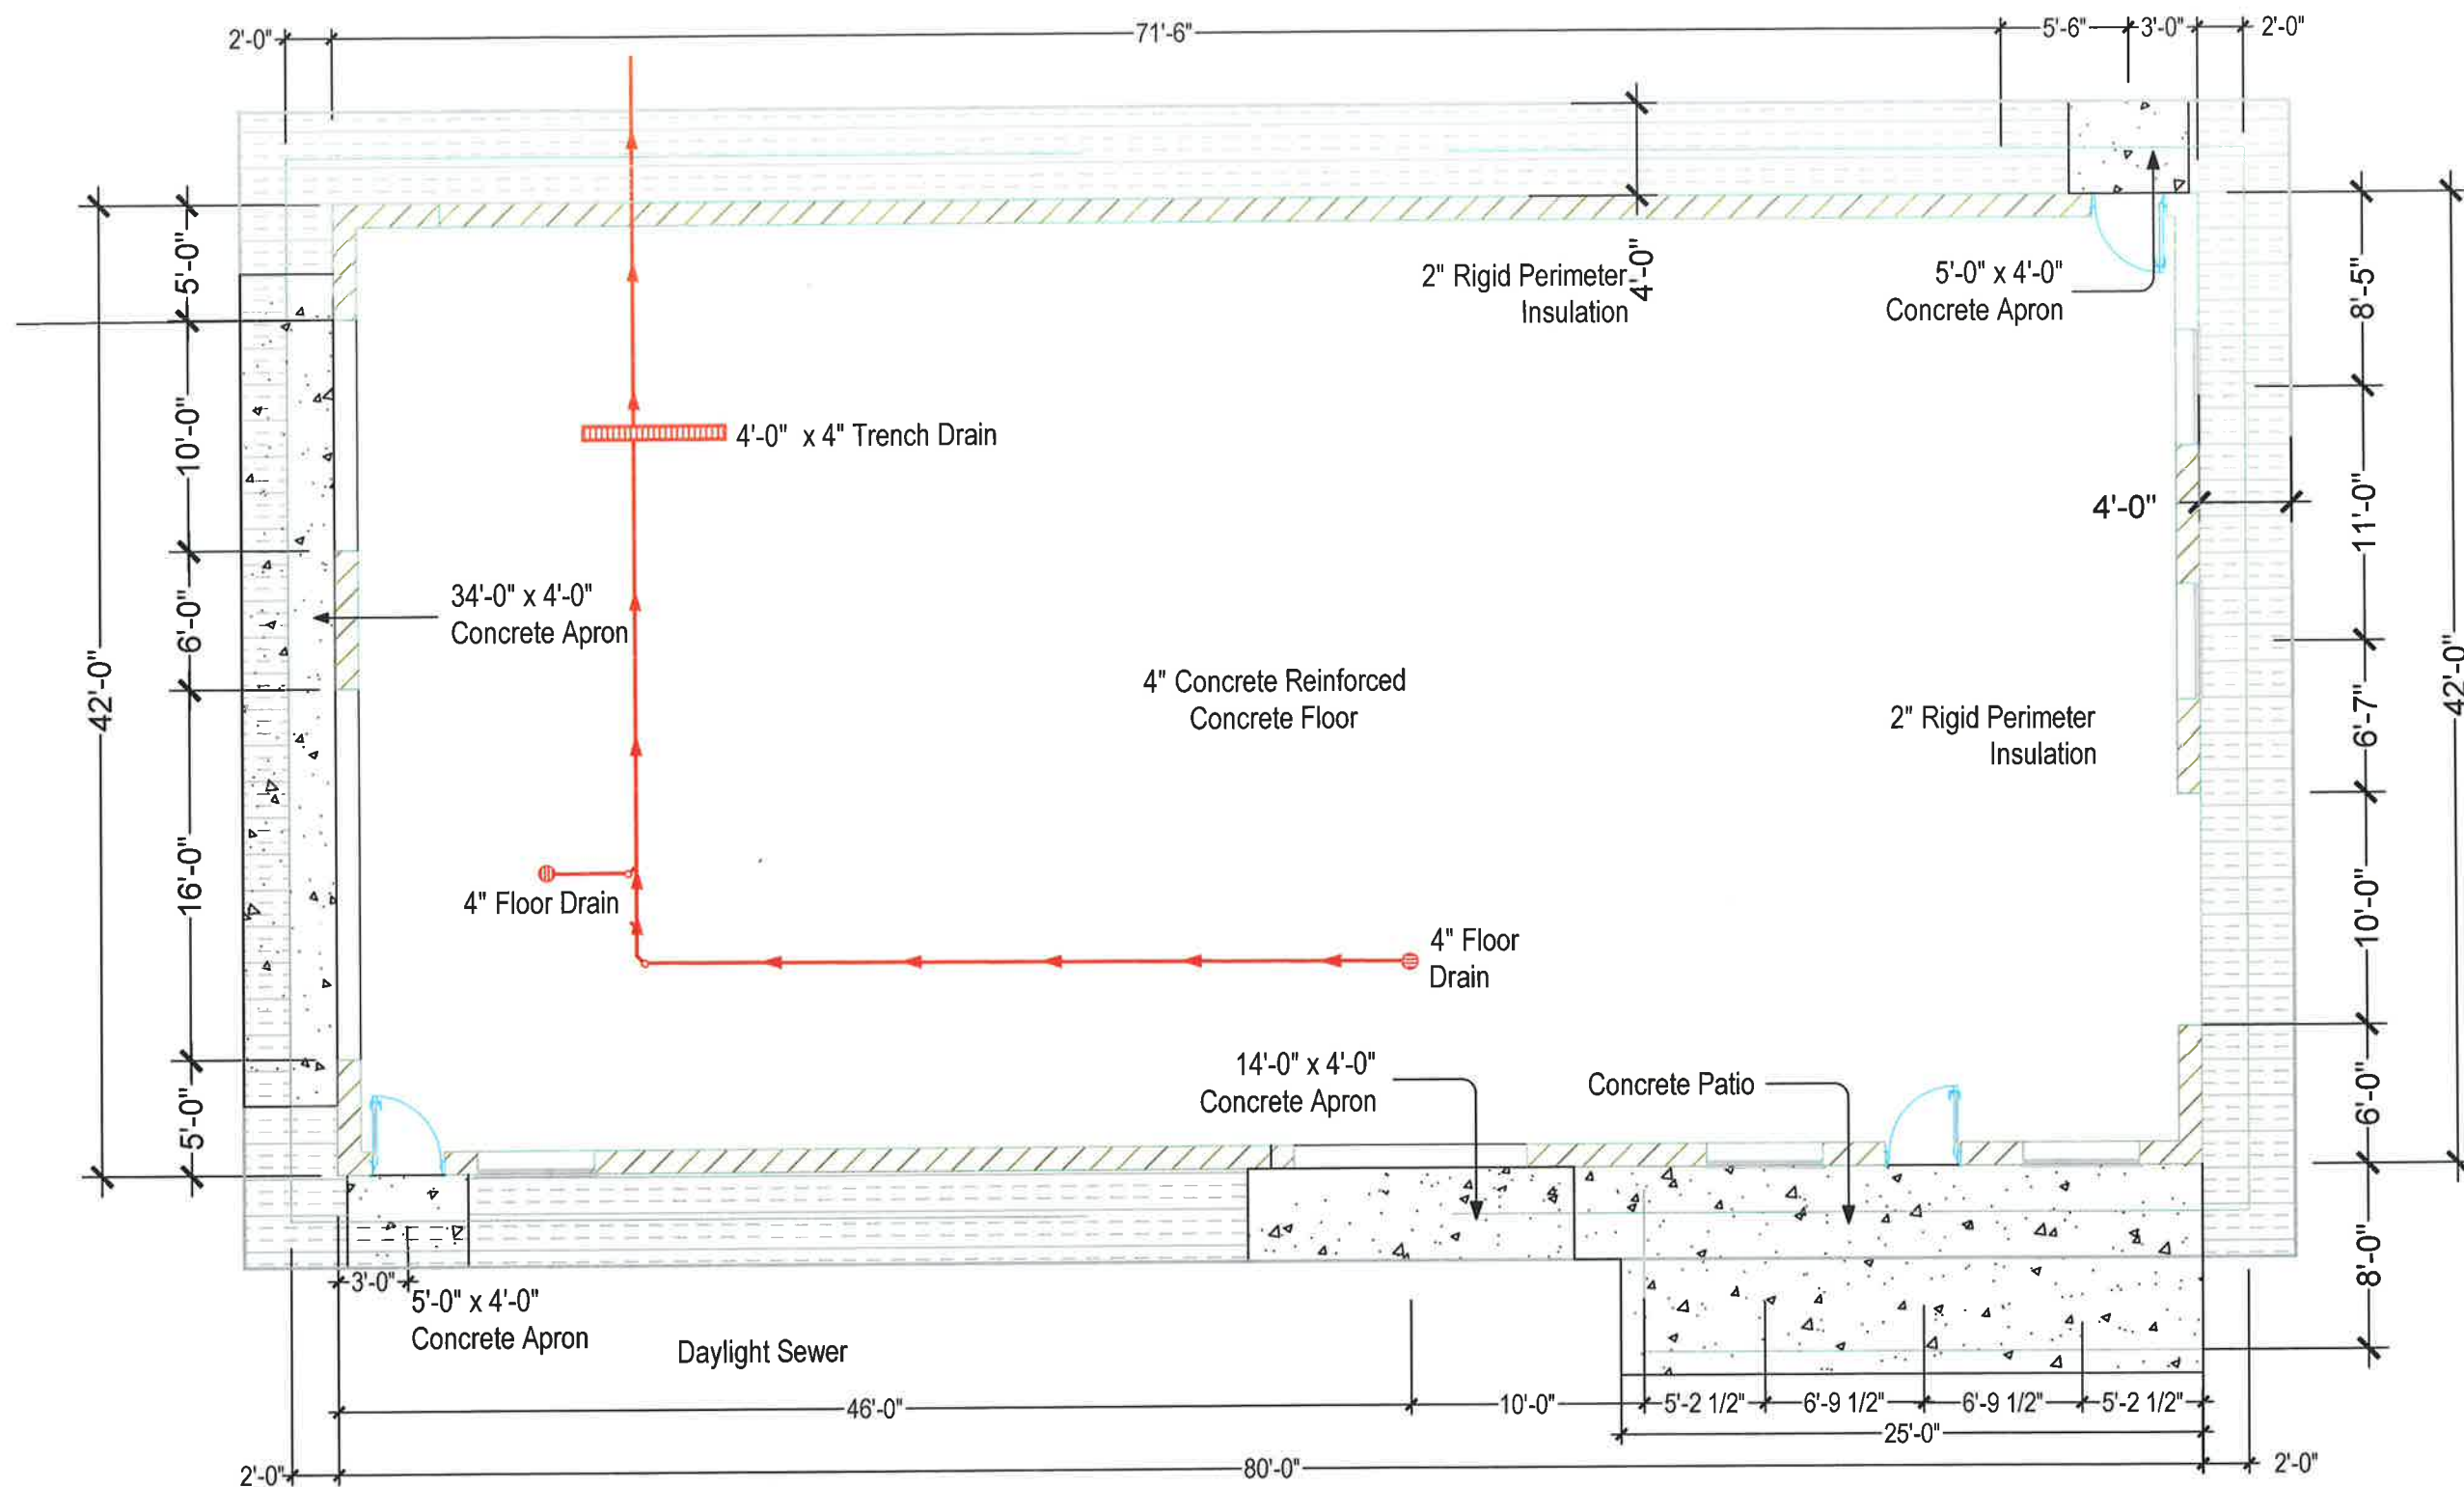 2'-0"
71'-6"
5'-6"
3'-0"
2'-0"
5'-0"
10'-0"
6'-0"
16'-0"
5'-0"
42'-0"
2" Rigid Perimeter
Insulation
4'-0"
5'-0" x 4'-0"
Concrete Apron
4'-0" x 4" Trench Drain
34'-0" x 4'-0"
Concrete Apron
4" Concrete Reinforced
Concrete Floor
4'-0"
2" Rigid Perimeter
Insulation
8'-5"
11'-0"
6'-7"
10'-0"
6'-0"
8'-0"
42'-0"
4" Floor Drain
4" Floor
Drain
14'-0" x 4'-0"
Concrete Apron
Concrete Patio
3'-0"
5'-0" x 4'-0"
Concrete Apron
Daylight Sewer
46'-0"
10'-0"
5'-2 1/2"
6'-9 1/2"
6'-9 1/2"
5'-2 1/2"
25'-0"
2'-0"
80'-0"
2'-0"